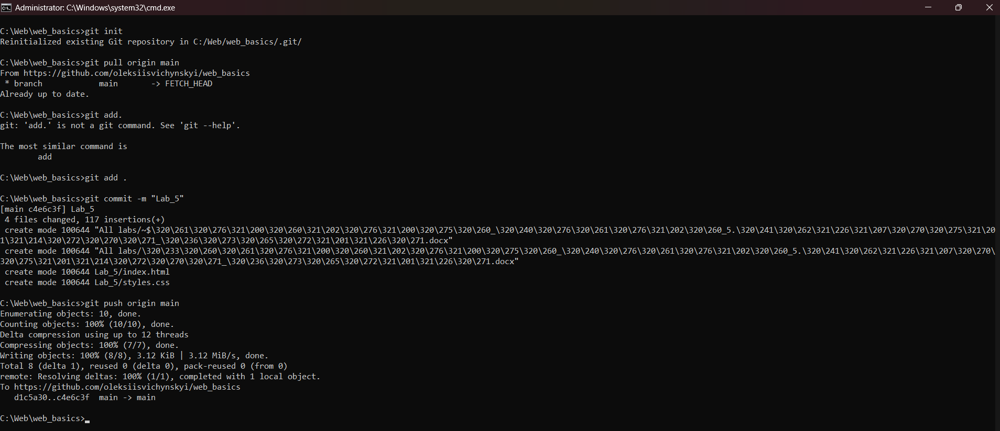 Administrator: C:\Windows\system32\cmd.exe
C:\Web\web_basics>git init
Reinitialized existing Git repository in C:/Web/web_basics/.git/
C:\Web\web_basics>git pull origin main
From https://github.com/oleksiisvichynskyi/web_basics
 * branch            main       -> FETCH_HEAD
Already up to date.
C:\Web\web_basics>git add.
git: 'add.' is not a git command. See 'git --help'.
The most similar command is
        add
C:\Web\web_basics>git add .
C:\Web\web_basics>git commit -m "Lab_5"
[main c4e6c3f] Lab_5
 4 files changed, 117 insertions(+)
 create mode 100644 "All labs/~$\320\261\320\276\321\200\320\260\321\202\320\276\321\200\320\275\320\260_\320\240\320\276\320\261\320\276\321\202\320\260_5.\320\241\320\262\321\226\321\207\320\270\320\275\321\20
1\321\214\320\272\320\270\320\271_\320\236\320\273\320\265\320\272\321\201\321\226\320\271.docx"
 create mode 100644 "All labs/\320\233\320\260\320\261\320\276\321\200\320\260\321\202\320\276\321\200\320\275\320\260_\320\240\320\276\320\261\320\276\321\202\320\260_5.\320\241\320\262\321\226\321\207\320\270\
320\275\321\201\321\214\320\272\320\270\320\271_\320\236\320\273\320\265\320\272\321\201\321\226\320\271.docx"
 create mode 100644 Lab_5/index.html
 create mode 100644 Lab_5/styles.css
C:\Web\web_basics>git push origin main
Enumerating objects: 10, done.
Counting objects: 100% (10/10), done.
Delta compression using up to 12 threads
Compressing objects: 100% (7/7), done.
Writing objects: 100% (8/8), 3.12 KiB | 3.12 MiB/s, done.
Total 8 (delta 1), reused 0 (delta 0), pack-reused 0 (from 0)
remote: Resolving deltas: 100% (1/1), completed with 1 local object.
To https://github.com/oleksiisvichynskyi/web_basics
   d1c5a30..c4e6c3f  main -> main
C:\Web\web_basics>